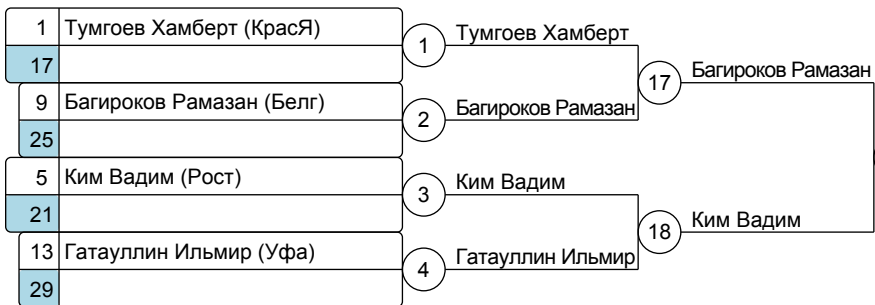 1 Тумгоев Хамберт (КрасЯ)
17
9 Багироков Рамазан (Белг)
25
5 Ким Вадим (Рост)
21
13 Гатауллин Ильмир (Уфа)
29
1 Тумгоев Хамберт
2 Багироков Рамазан
3 Ким Вадим
4 Гатауллин Ильмир
17 Багироков Рамазан
18 Ким Вадим